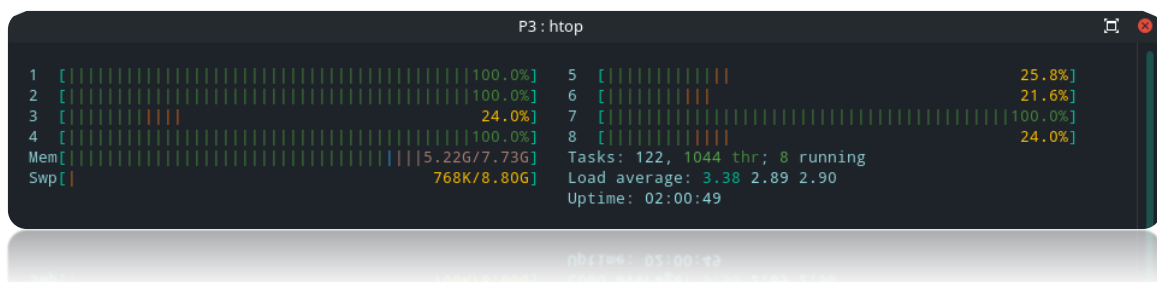 P3 : htop
1 [||||||||||||||||||||||||||||||||||||||||||100.0%] 5 [|||||||||||||25.8%]
2 [||||||||||||||||||||||||||||||||||||||||||100.0%] 6 [|||||||||||21.6%]
3 [||||||||||||24.0%] 7 [||||||||||||||||||||||||||||||||||||||||||100.0%]
4 [||||||||||||||||||||||||||||||||||||||||||100.0%] 8 [|||||||||||||24.0%]
Mem[|||||||||||||||||||||||||||||||||||||5.22G/7.73G] Tasks: 122, 1044 thr; 8 running
Swp[|768K/8.80G] Load average: 3.38 2.89 2.90
Uptime: 02:00:49